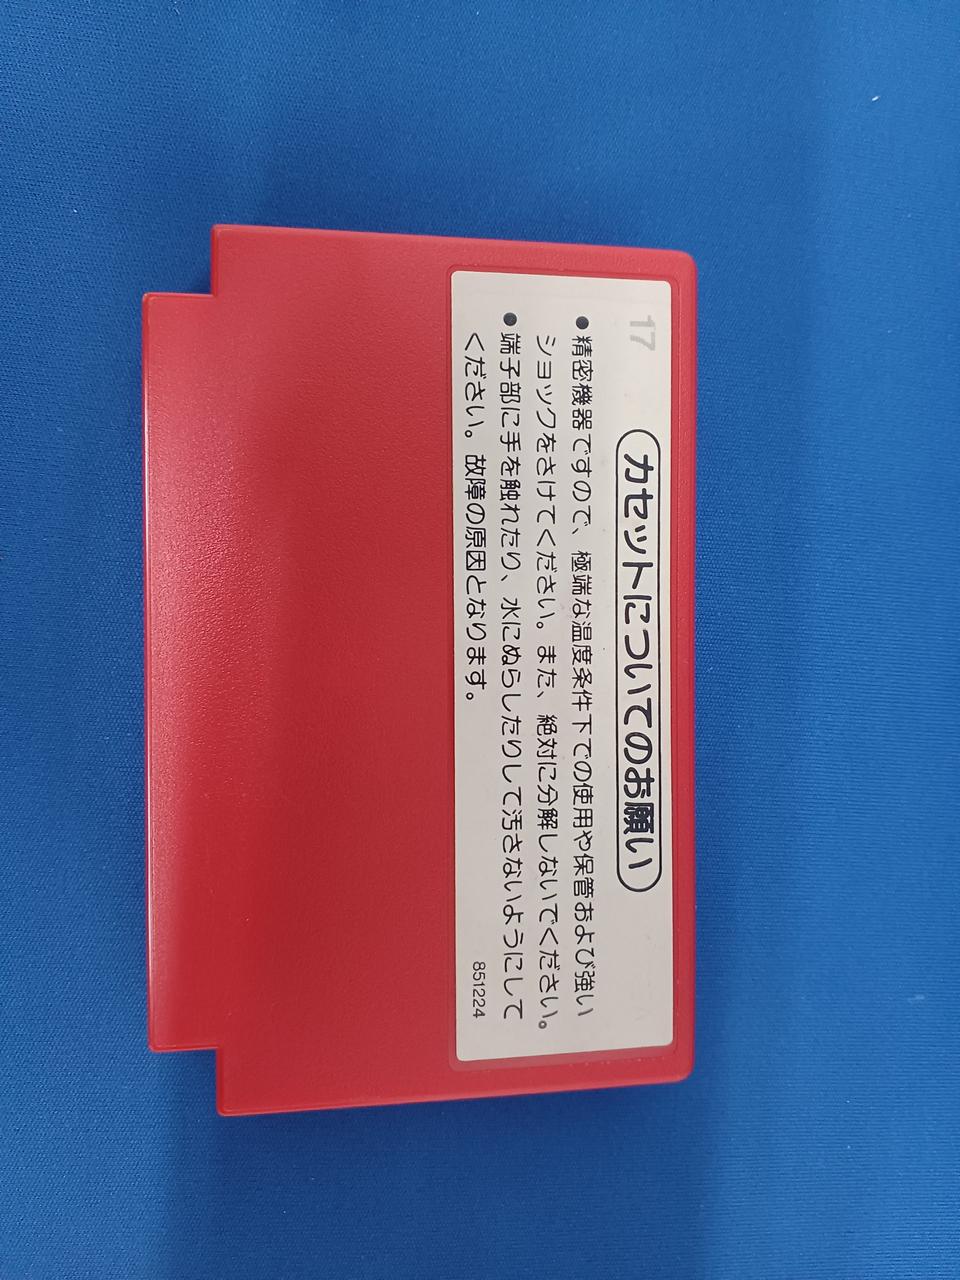 17
カセットについてのお願い
●精密機器ですので、極端な温度条件下での使用や保管および強い
ショックをさけてください。また、絶対に分解しないでください。
●端子部に手を触れたり、水にぬらしたりして汚さないようにして
ください。故障の原因となります。
851224